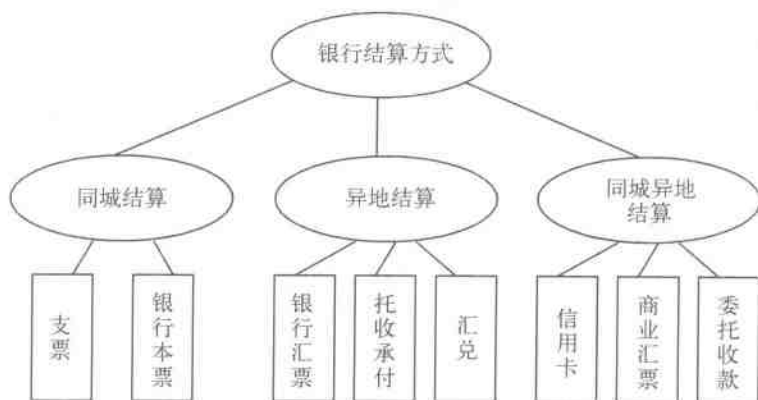 银行结算方式
同城结算
异地结算
同城异地
结算
支票
银行本票
银行汇票
托收承付
汇兑
信用卡
商业汇票
委托收款